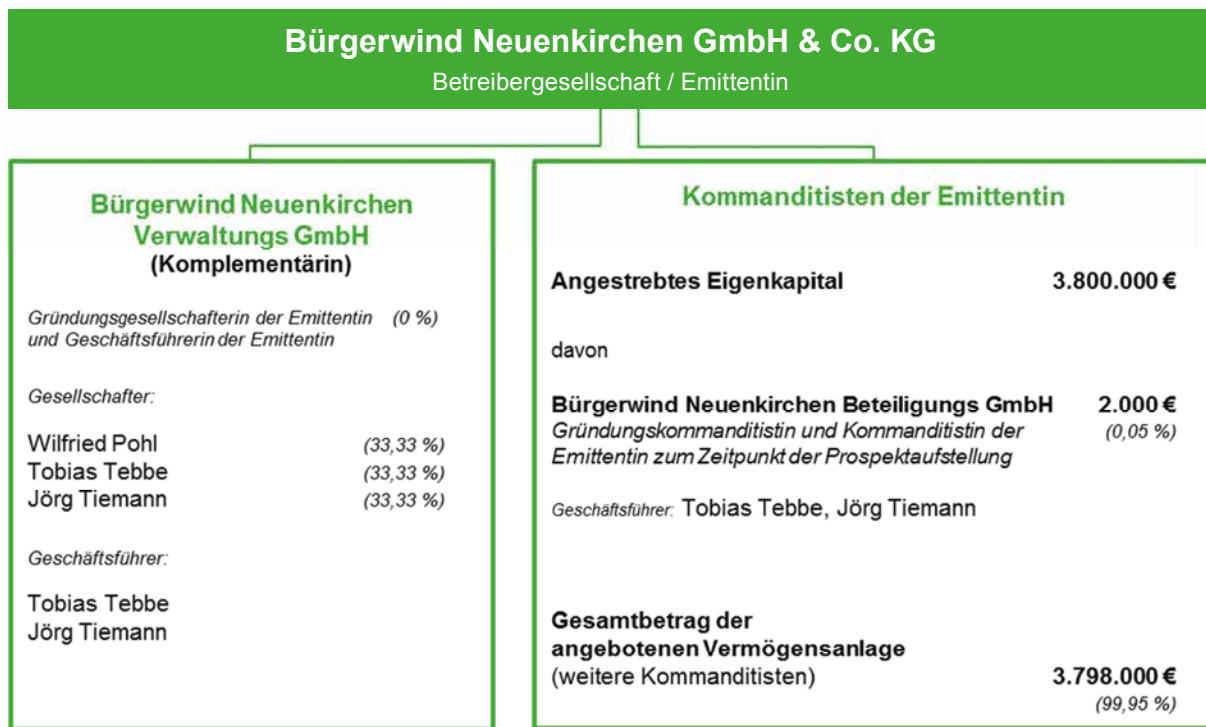 Bürgerwind Neuenkirchen GmbH & Co. KG
Betreibergesellschaft / Emittentin
Bürgerwind Neuenkirchen
Verwaltungs GmbH
(Komplementärin)
Gründungsgesellschafterin der Emittentin (0 %)
und Geschäftsführerin der Emittentin
Gesellschafter:
Wilfried Pohl (33,33 %)
Tobias Tebbe (33,33 %)
Jörg Tiemann (33,33 %)
Geschäftsführer:
Tobias Tebbe
Jörg Tiemann
Kommanditisten der Emittentin
Angestrebtes Eigenkapital 3.800.000 €
davon
Bürgerwind Neuenkirchen Beteiligungs GmbH 2.000 €
Gründungskommanditistin und Kommanditistin der (0,05 %)
Emittentin zum Zeitpunkt der Prospektaufstellung
Geschäftsführer: Tobias Tebbe, Jörg Tiemann
Gesamtbetrag der
angebotenen Vermögensanlage
(weitere Kommanditisten) 3.798.000 €
(99,95 %)